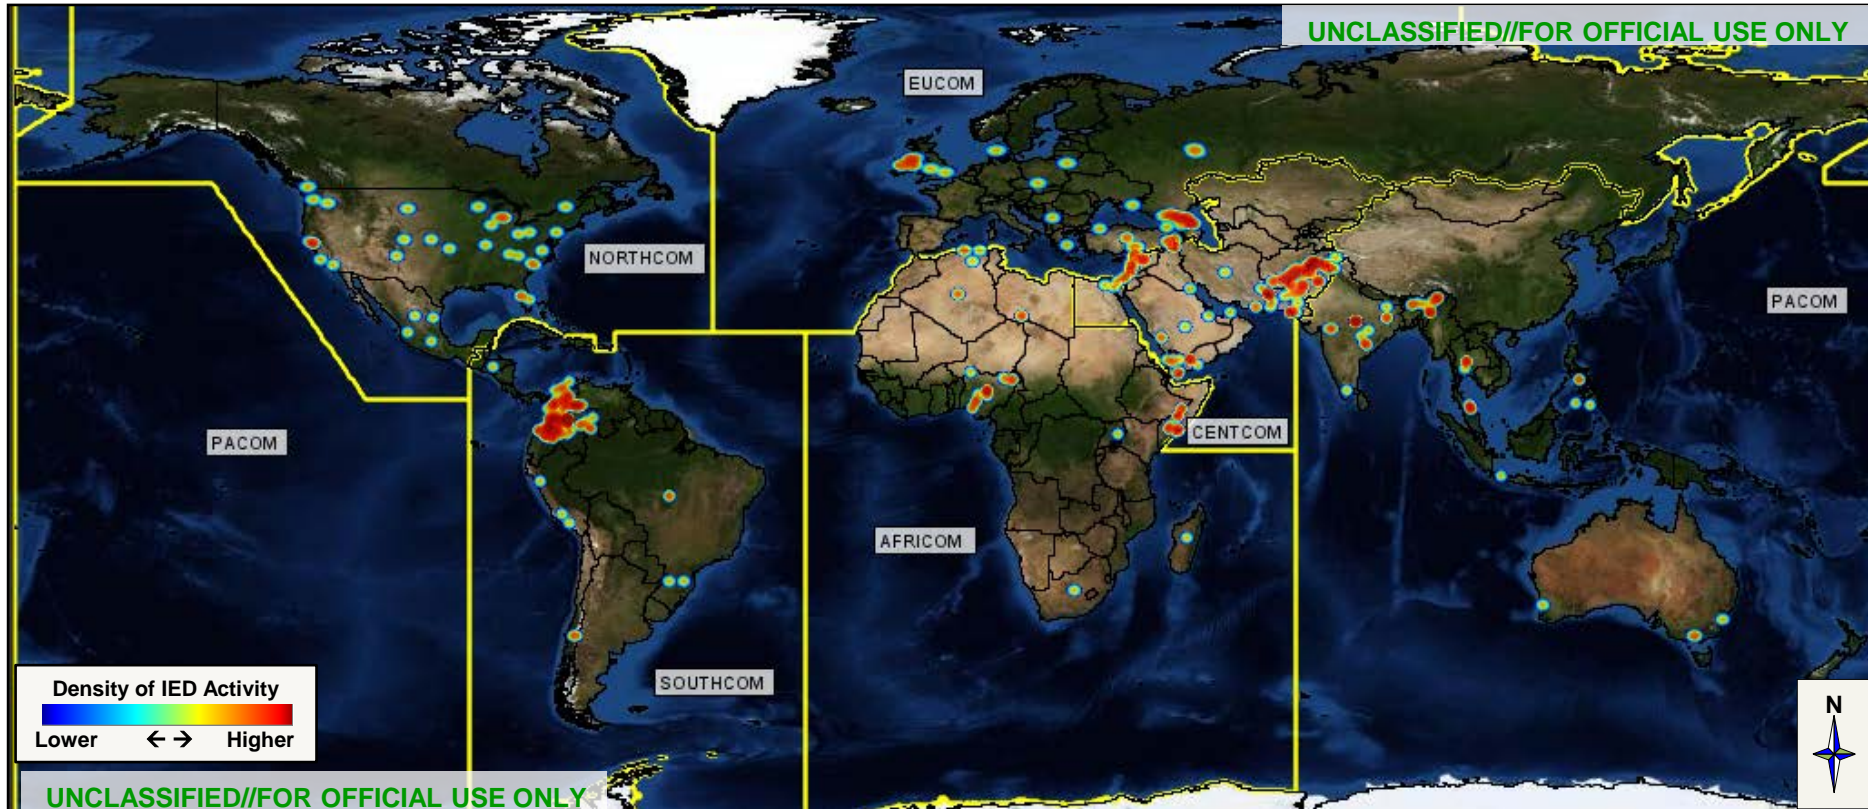 UNCLASSIFIED//FOR OFFICIAL USE ONLY
EUCOM
NORTHCOM
PACOM
PACOM
CENTCOM
AFRICOM
SOUTHCOM
Density of IED Activity
Lower ← → Higher
N
UNCLASSIFIED//FOR OFFICIAL USE ONLY